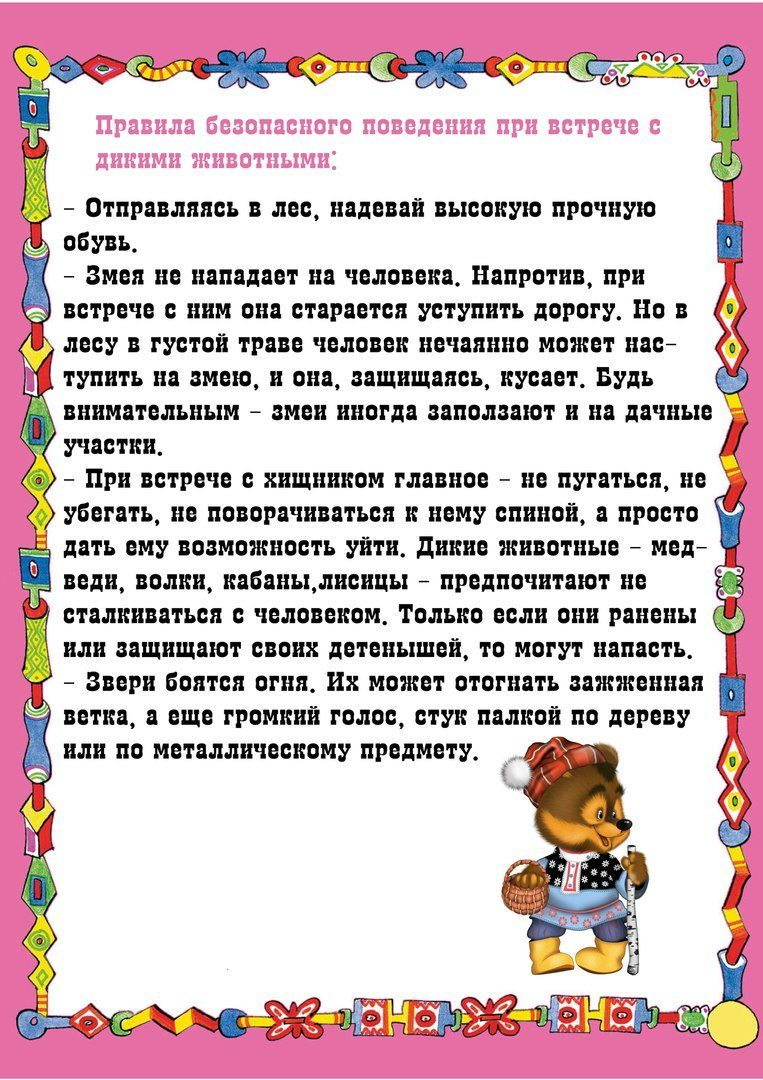 Правила безопасного поведения при встрече с
дикими животными:
– Отправляясь в лес, надевай высокую прочную
обувь.
– Змея не нападает на человека. Напротив, при
встрече с ним она старается уступить дорогу. Но в
лесу в густой траве человек нечаянно может нас–
тупить на змею, и она, защищаясь, кусает. Будь
внимательным – змеи иногда заползают и на дачные
участки.
– При встрече с хищником главное – не пугаться, не
убегать, не поворачиваться к нему спиной, а просто
дать ему возможность уйти. Дикие животные – мед–
веди, волки, кабаны,лисицы – предпочитают не
сталкиваться с человеком. Только если они ранены
или защищают своих детенышей, то могут напасть.
– Звери боятся огня. Их может отогнать зажженная
ветка, а еще громкий голос, стук палкой по дереву
или по металлическому предмету.